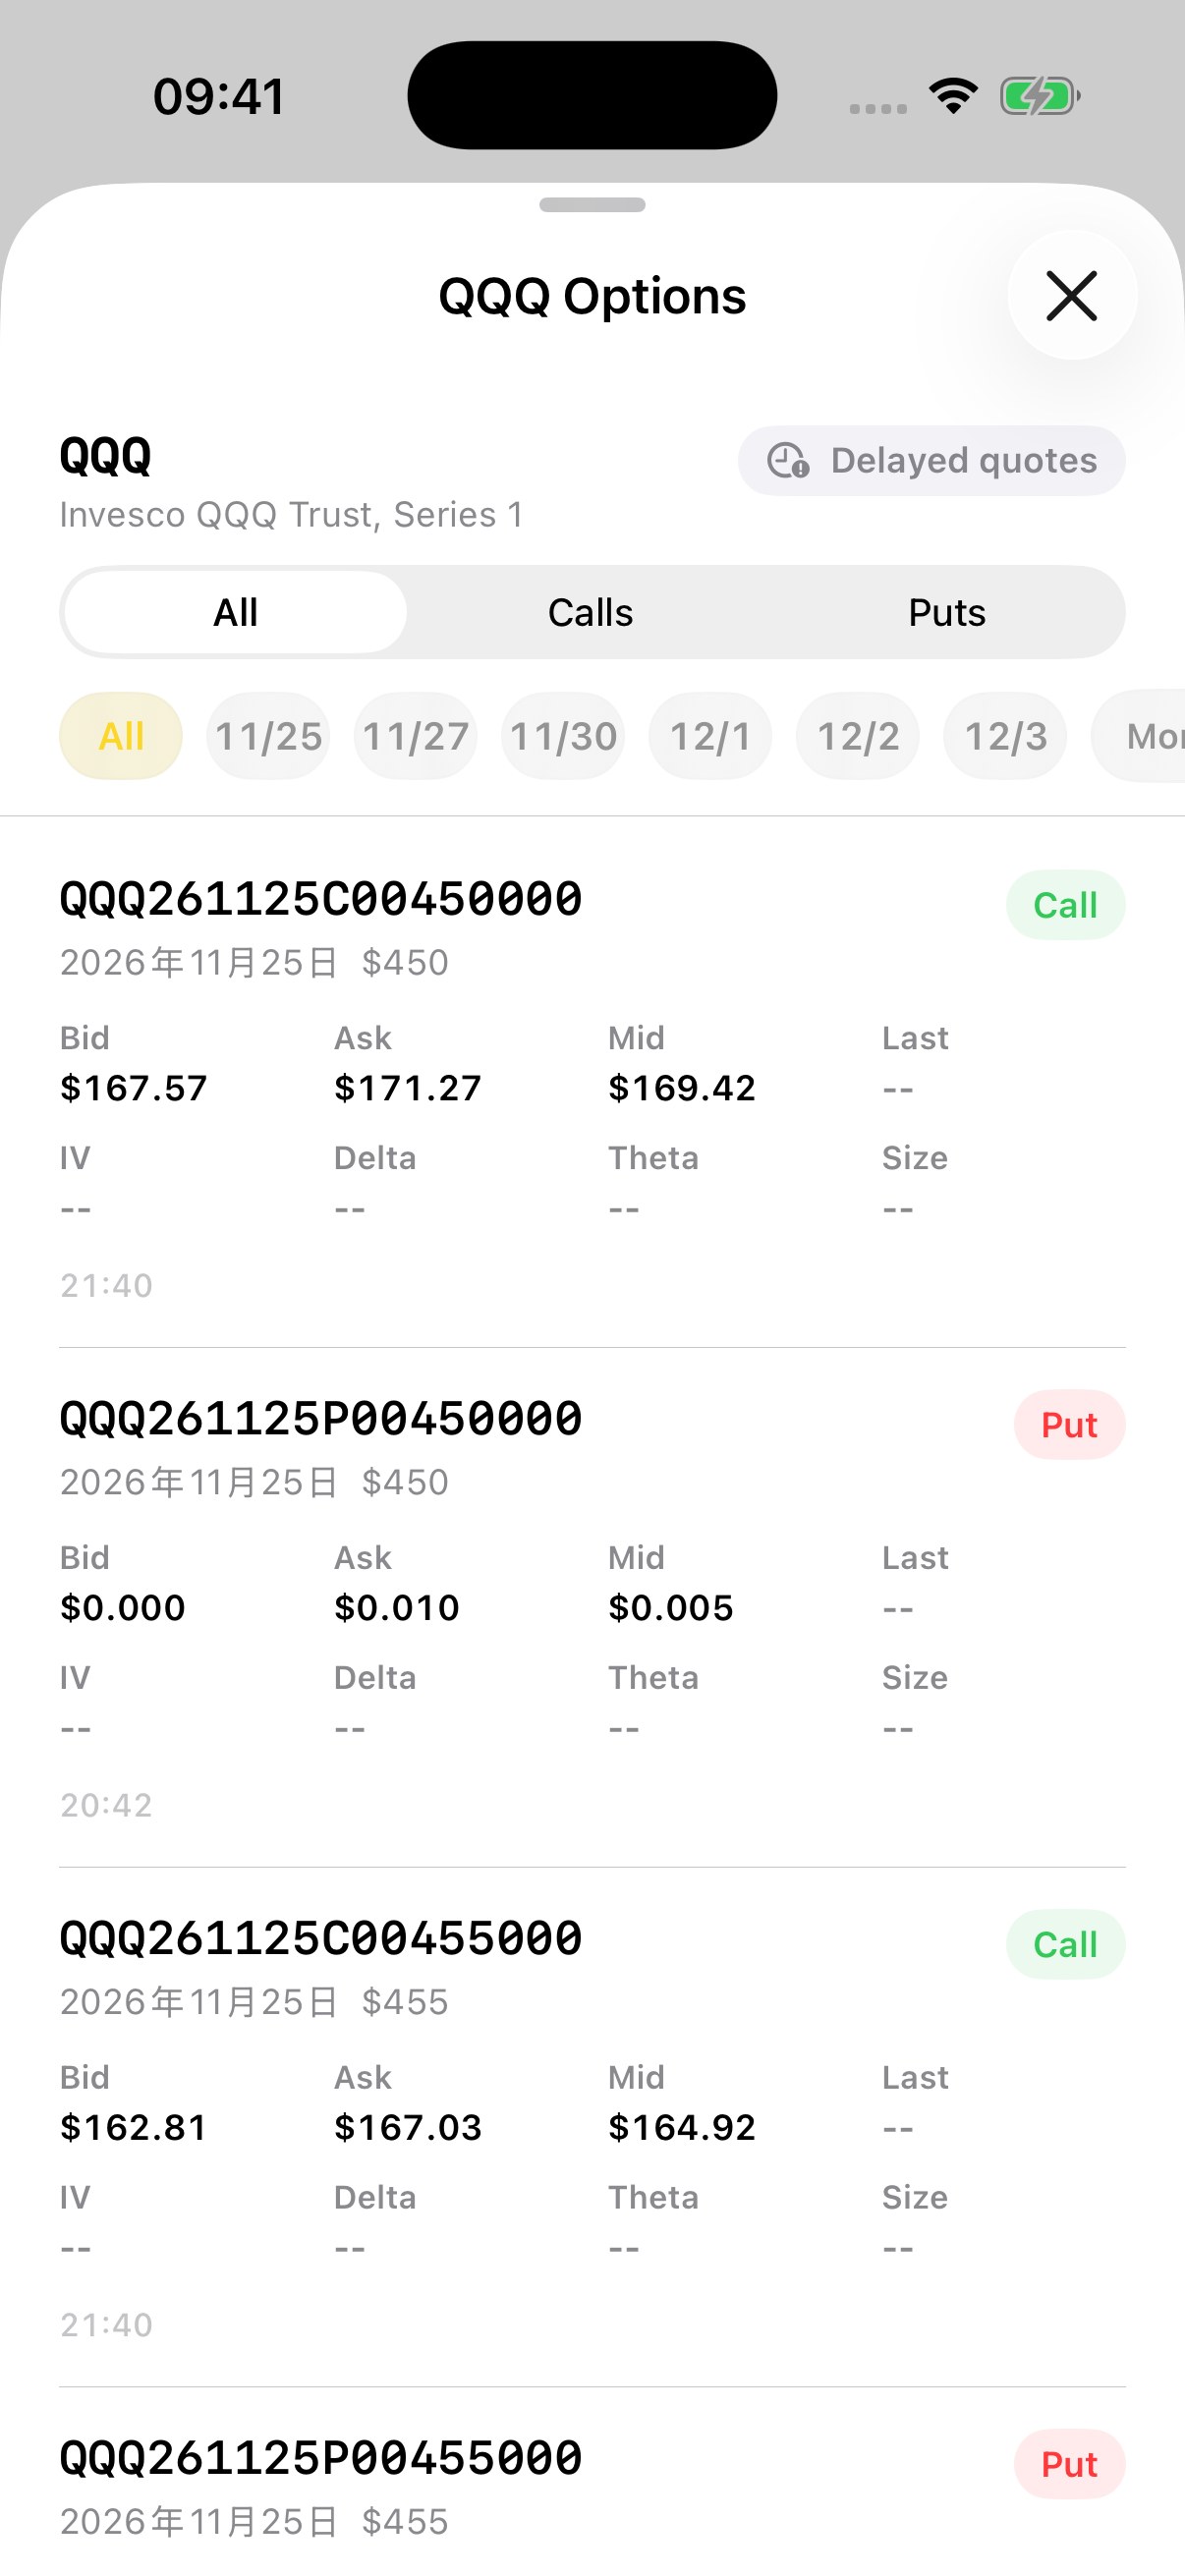 09:41
QQQ Options
QQQ
Delayed quotes
Invesco QQQ Trust, Series 1
All Calls Puts
All 11/25 11/27 11/30 12/1 12/2 12/3
QQQ261125C00450000 Call
2026年11月25日 $450
Bid Ask Mid Last
$167.57 $171.27 $169.42 --
IV Delta Theta Size
-- -- -- --
21:40
QQQ261125P00450000 Put
2026年11月25日 $450
Bid Ask Mid Last
$0.000 $0.010 $0.005 --
IV Delta Theta Size
-- -- -- --
20:42
QQQ261125C00455000 Call
2026年11月25日 $455
Bid Ask Mid Last
$162.81 $167.03 $164.92 --
IV Delta Theta Size
-- -- -- --
21:40
QQQ261125P00455000 Put
2026年11月25日 $455